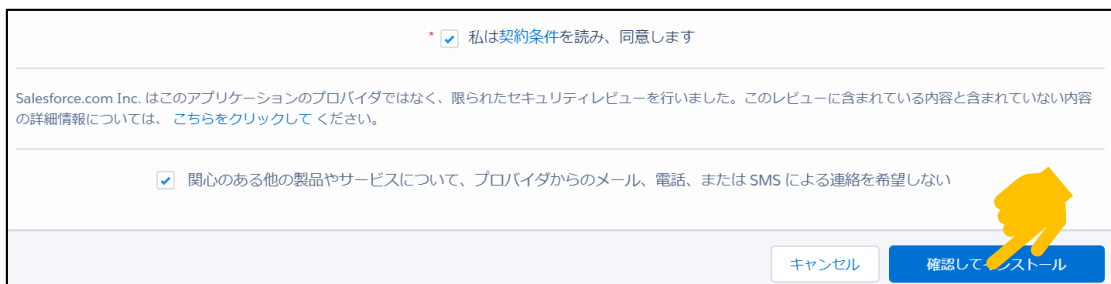 * 私は契約条件を読み、同意します
Salesforce.com Inc. はこのアプリケーションのプロバイダではなく、限られたセキュリティレビューを行いました。このレビューに含まれている内容と含まれていない内容
の詳細情報については、 こちらをクリックして ください。
関心のある他の製品やサービスについて、プロバイダからのメール、電話、または SMS による連絡を希望しない
キャンセル
確認してインストール